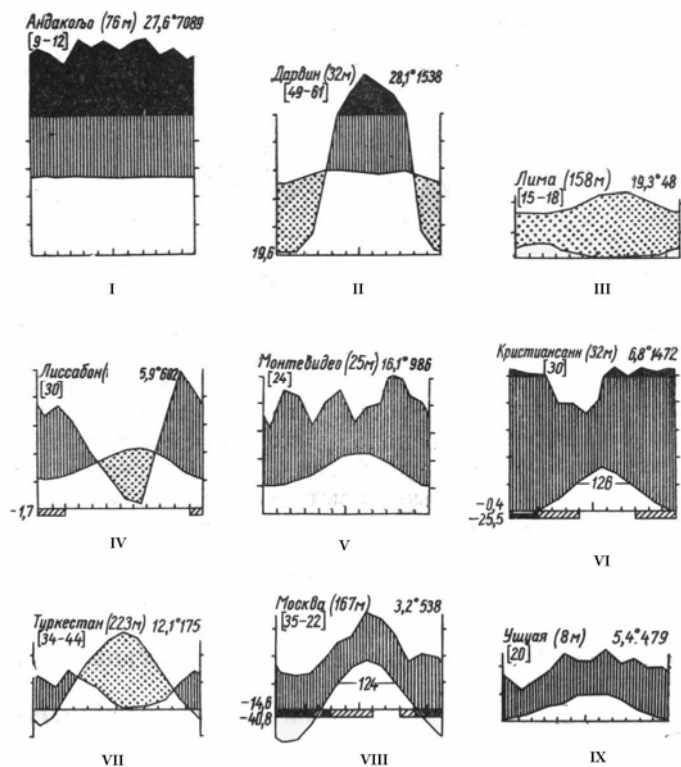 Андакольо (76 м) 27,6° 7089
[9–12]
I
Дарвин (32м) 28,1° 1538
[49–61]
19,6
II
Лима (158м) 19,3° 48
[15–18]
III
Лиссабон( 5,9°
[30]
-1,7
IV
Монтевидео (25м) 16,1° 986
[24]
V
Кристиансанн (32м) 6,8° 1472
[30]
126
-0,4
-25,5
VI
Туркестан (223м) 12,1° 175
[34–44]
VII
Москва (167м) 3,2° 538
[35–22]
124
-14,6
-40,8
VIII
Ушуая (8м) 5,4° 479
[20]
IX